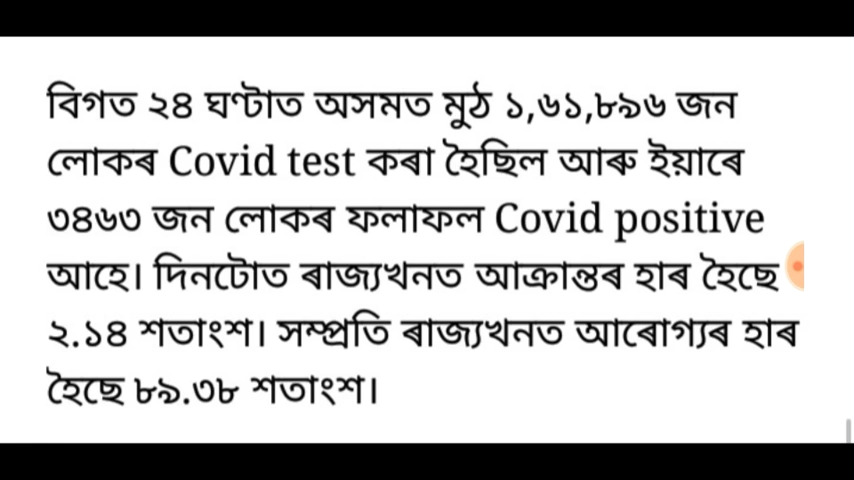 বিগত ২৪ ঘণ্টাত অসমত মুঠ ১,৬১,৮৯৬ জন
লোকৰ Covid test কৰা হৈছিল আৰু ইয়াৰে
৩৪৬৩ জন লোকৰ ফলাফল Covid positive
আহে। দিনটোত ৰাজ্যখনত আক্ৰান্তৰ হাৰ হৈছে
২.১৪ শতাংশ। সম্প্ৰতি ৰাজ্যখনত আৰোগ্যৰ হাৰ
হৈছে ৮৯.৩৮ শতাংশ।